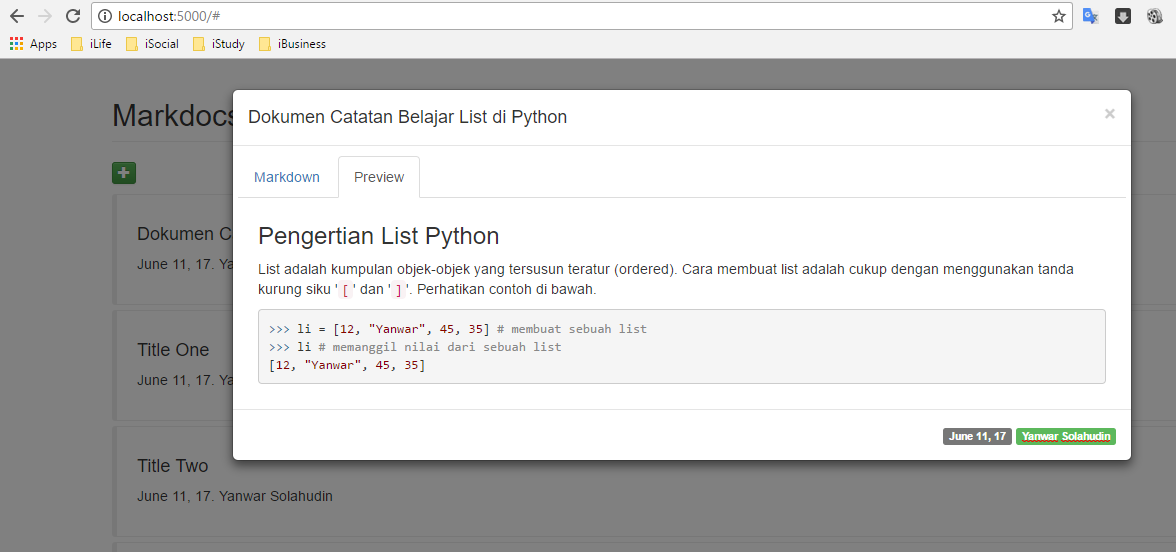 localhost:5000/#
Apps iLife iSocial iStudy iBusiness
Markdocs
Dokumen Catatan Belajar List di Python ×
Markdown Preview
Pengertian List Python
List adalah kumpulan objek-objek yang tersusun teratur (ordered). Cara membuat list adalah cukup dengan menggunakan tanda
kurung siku ' [ ' dan ' ] '. Perhatikan contoh di bawah.
>>> li = [12, "Yanwar", 45, 35] # membuat sebuah list
>>> li # memanggil nilai dari sebuah list
[12, "Yanwar", 45, 35]
June 11, 17 Yanwar Solahudin
Dokumen C
June 11, 17. Ya
Title One
June 11, 17. Ya
Title Two
June 11, 17. Yanwar Solahudin